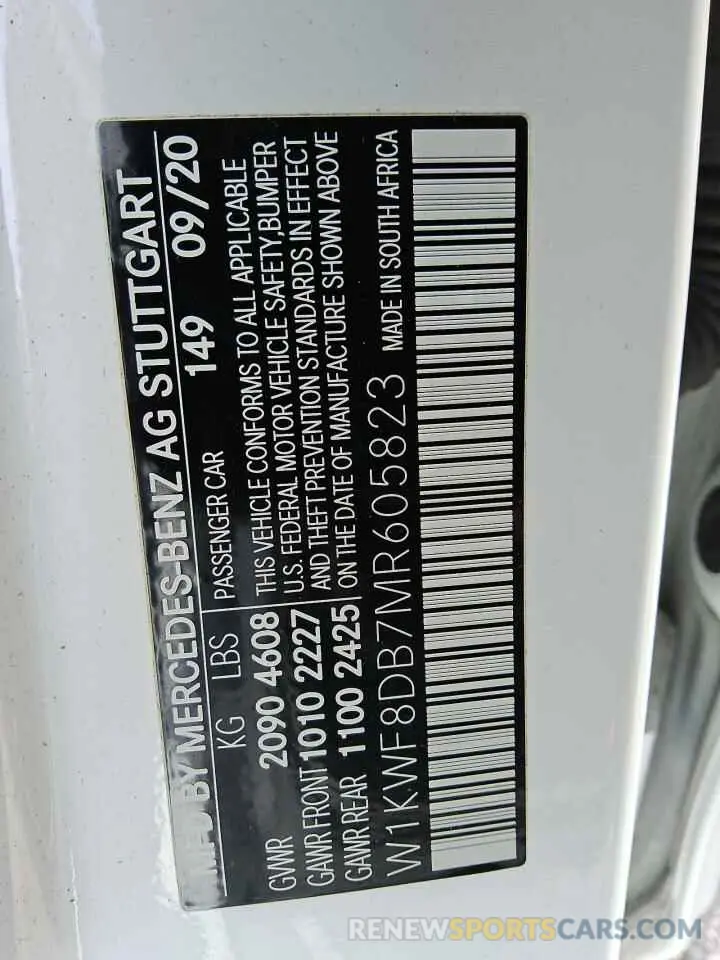 MFD BY MERCEDES-BENZ AG STUTTGART
149 09/20
KG LBS PASSENGER CAR
GVWR 2090 4608 THIS VEHICLE CONFORMS TO ALL APPLICABLE
U.S. FEDERAL MOTOR VEHICLE SAFETY,BUMPER
GAWR FRONT 1010 2227 AND THEFT PREVENTION STANDARDS IN EFFECT
GAWR REAR 1100 2425 ON THE DATE OF MANUFACTURE SHOWN ABOVE
W1KWF8DB7MR605823 MADE IN SOUTH AFRICA
RENEWSPORTSCARS.COM